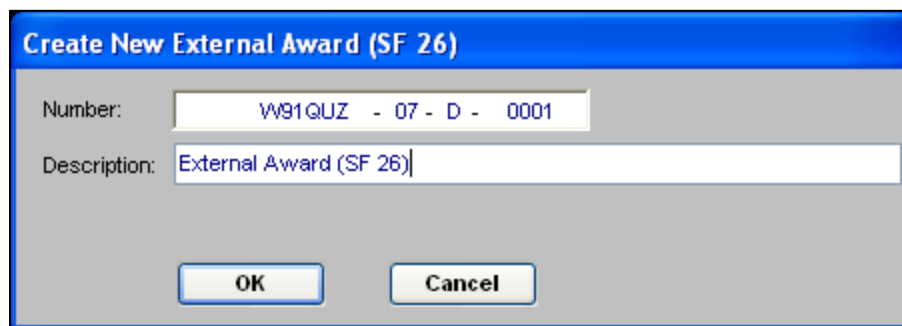 Create New External Award (SF 26)
Number: W91QUZ - 07 - D - 0001
Description: External Award (SF 26)
OK Cancel